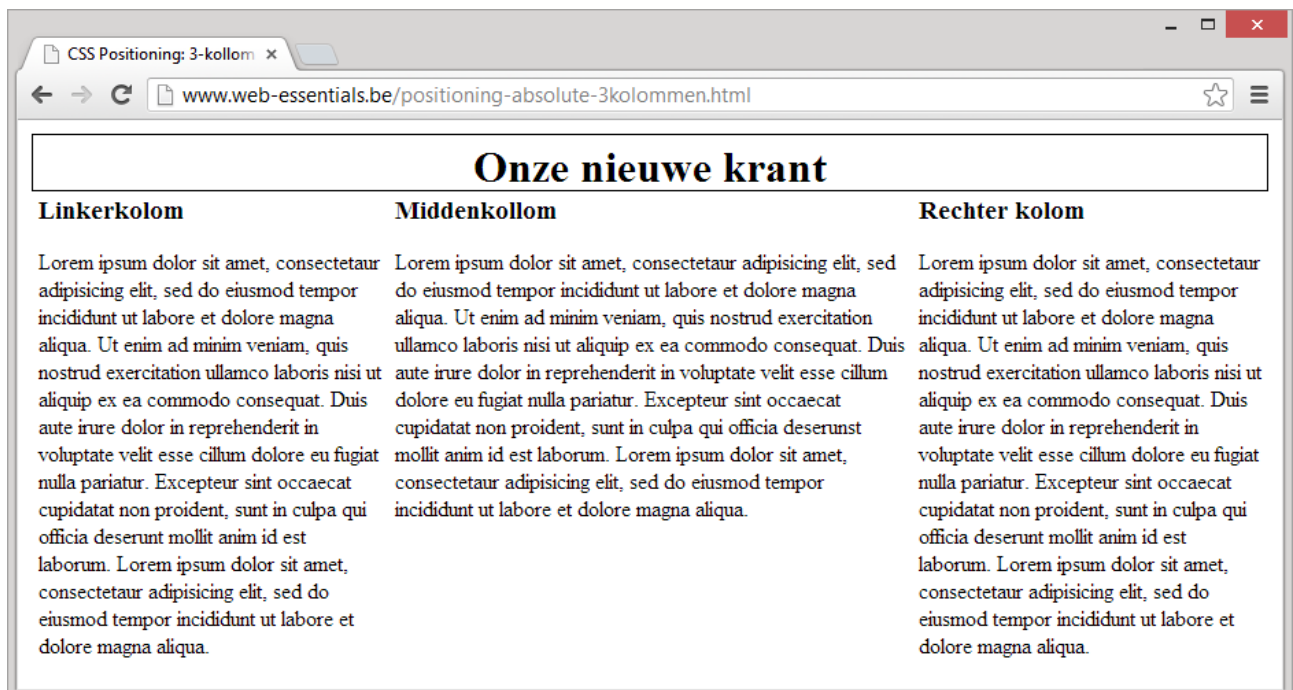 CSS Positioning: 3-kollom
www.web-essentials.be/positioning-absolute-3kolommen.html
Onze nieuwe krant
Linkerkolom
Lorem ipsum dolor sit amet, consectetaur
adipisicing elit, sed do eiusmod tempor
incididunt ut labore et dolore magna
aliqua. Ut enim ad minim veniam, quis
nostrud exercitation ullamco laboris nisi ut
aliquip ex ea commodo consequat. Duis
aute irure dolor in reprehenderit in
voluptate velit esse cillum dolore eu fugiat
nulla pariatur. Excepteur sint occaecat
cupidatat non proident, sunt in culpa qui
officia deserunt mollit anim id est
laborum. Lorem ipsum dolor sit amet,
consectetaur adipisicing elit, sed do
eiusmod tempor incididunt ut labore et
dolore magna aliqua.
Middenkollom
Lorem ipsum dolor sit amet, consectetaur adipisicing elit, sed
do eiusmod tempor incididunt ut labore et dolore magna
aliqua. Ut enim ad minim veniam, quis nostrud exercitation
ullamco laboris nisi ut aliquip ex ea commodo consequat. Duis
aute irure dolor in reprehenderit in voluptate velit esse cillum
dolore eu fugiat nulla pariatur. Excepteur sint occaecat
cupidatat non proident, sunt in culpa qui officia deserunst
mollit anim id est laborum. Lorem ipsum dolor sit amet,
consectetaur adipisicing elit, sed do eiusmod tempor
incididunt ut labore et dolore magna aliqua.
Rechter kolom
Lorem ipsum dolor sit amet, consectetaur
adipisicing elit, sed do eiusmod tempor
incididunt ut labore et dolore magna
aliqua. Ut enim ad minim veniam, quis
nostrud exercitation ullamco laboris nisi ut
aliquip ex ea commodo consequat. Duis
aute irure dolor in reprehenderit in
voluptate velit esse cillum dolore eu fugiat
nulla pariatur. Excepteur sint occaecat
cupidatat non proident, sunt in culpa qui
officia deserunt mollit anim id est
laborum. Lorem ipsum dolor sit amet,
consectetaur adipisicing elit, sed do
eiusmod tempor incididunt ut labore et
dolore magna aliqua.